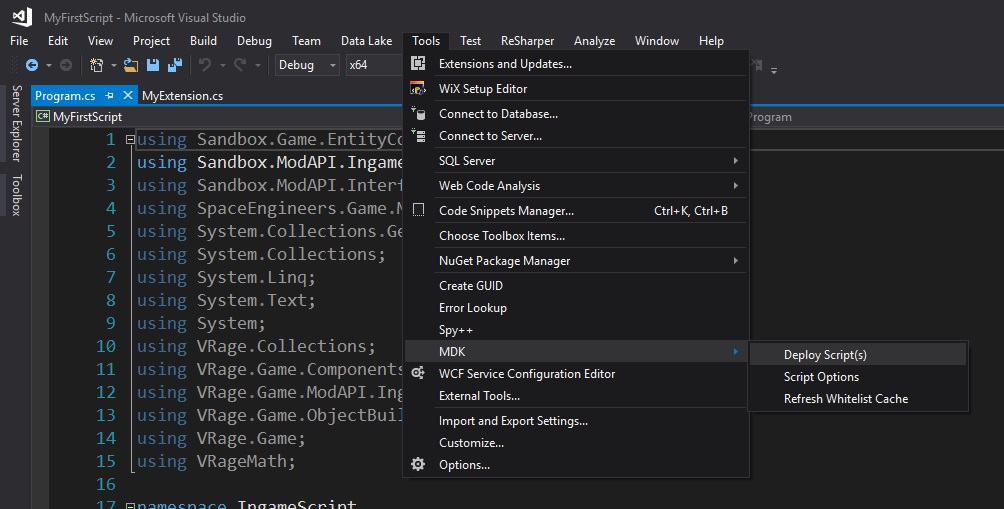 MyFirstScript - Microsoft Visual Studio
File Edit View Project Build Debug Team Data Lake Tools Test ReSharper Analyze Window Help
Debug x64
Program.cs MyExtension.cs
MyFirstScript Program
Server Explorer
Toolbox
1 using Sandbox.Game.EntityCo
2 using Sandbox.ModAPI.Ingame
3 using Sandbox.ModAPI.Interf
4 using SpaceEngineers.Game.M
5 using System.Collections.Ge
6 using System.Collections;
7 using System.Linq;
8 using System.Text;
9 using System;
10 using VRage.Collections;
11 using VRage.Game.Components
12 using VRage.Game.ModAPI.Ing
13 using VRage.Game.ObjectBuil
14 using VRage.Game;
15 using VRageMath;
16
17 namespace IngameScript
Extensions and Updates...
WiX Setup Editor
Connect to Database...
Connect to Server...
SQL Server
Web Code Analysis
Code Snippets Manager... Ctrl+K, Ctrl+B
Choose Toolbox Items...
NuGet Package Manager
Create GUID
Error Lookup
Spy++
MDK
WCF Service Configuration Editor
External Tools...
Import and Export Settings...
Customize...
Options...
Deploy Script(s)
Script Options
Refresh Whitelist Cache